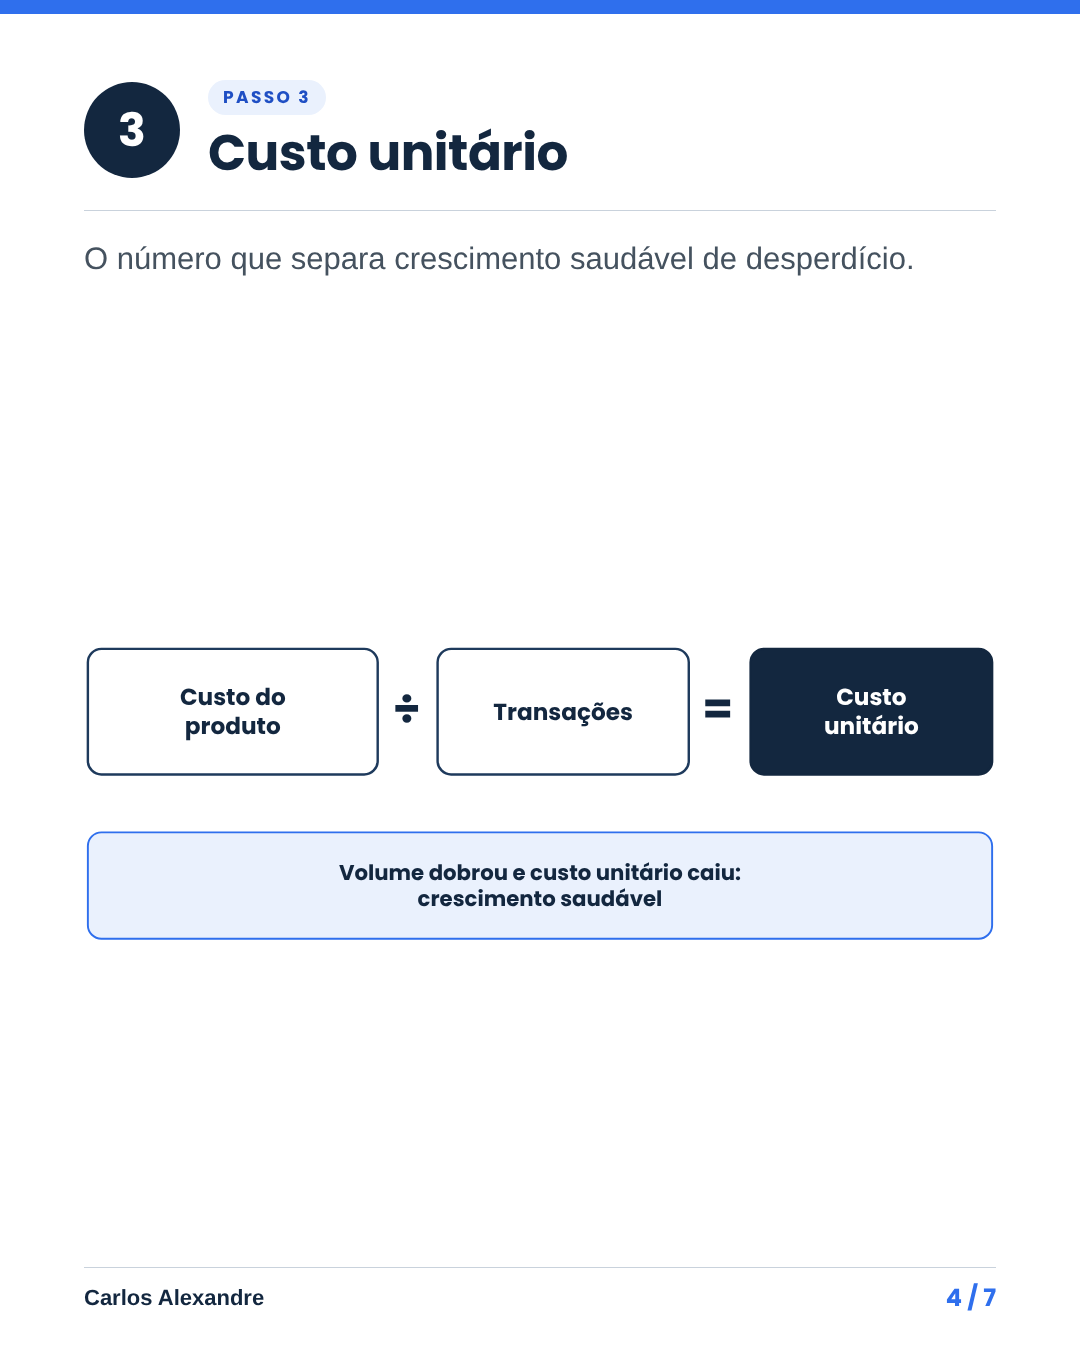 3
PASSO 3
Custo unitário
O número que separa crescimento saudável de desperdício.
Custo do
produto
÷
Transações
=
Custo
unitário
Volume dobrou e custo unitário caiu:
crescimento saudável
Carlos Alexandre
4 / 7